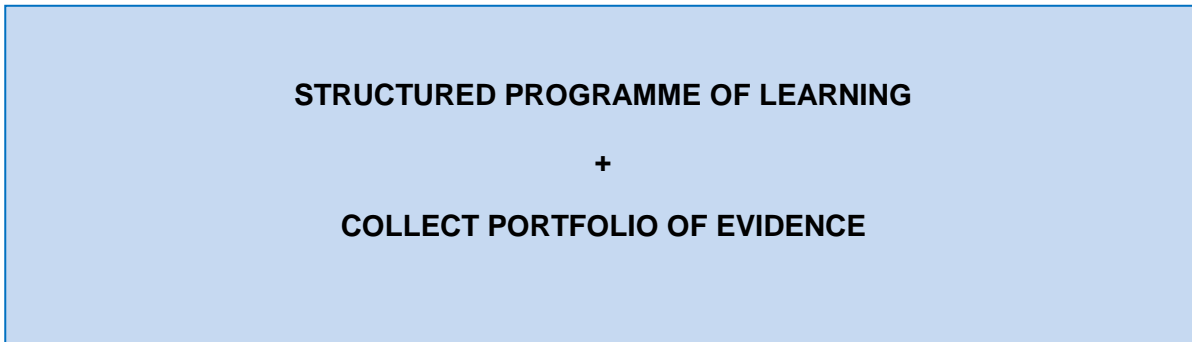 STRUCTURED PROGRAMME OF LEARNING
+
COLLECT PORTFOLIO OF EVIDENCE